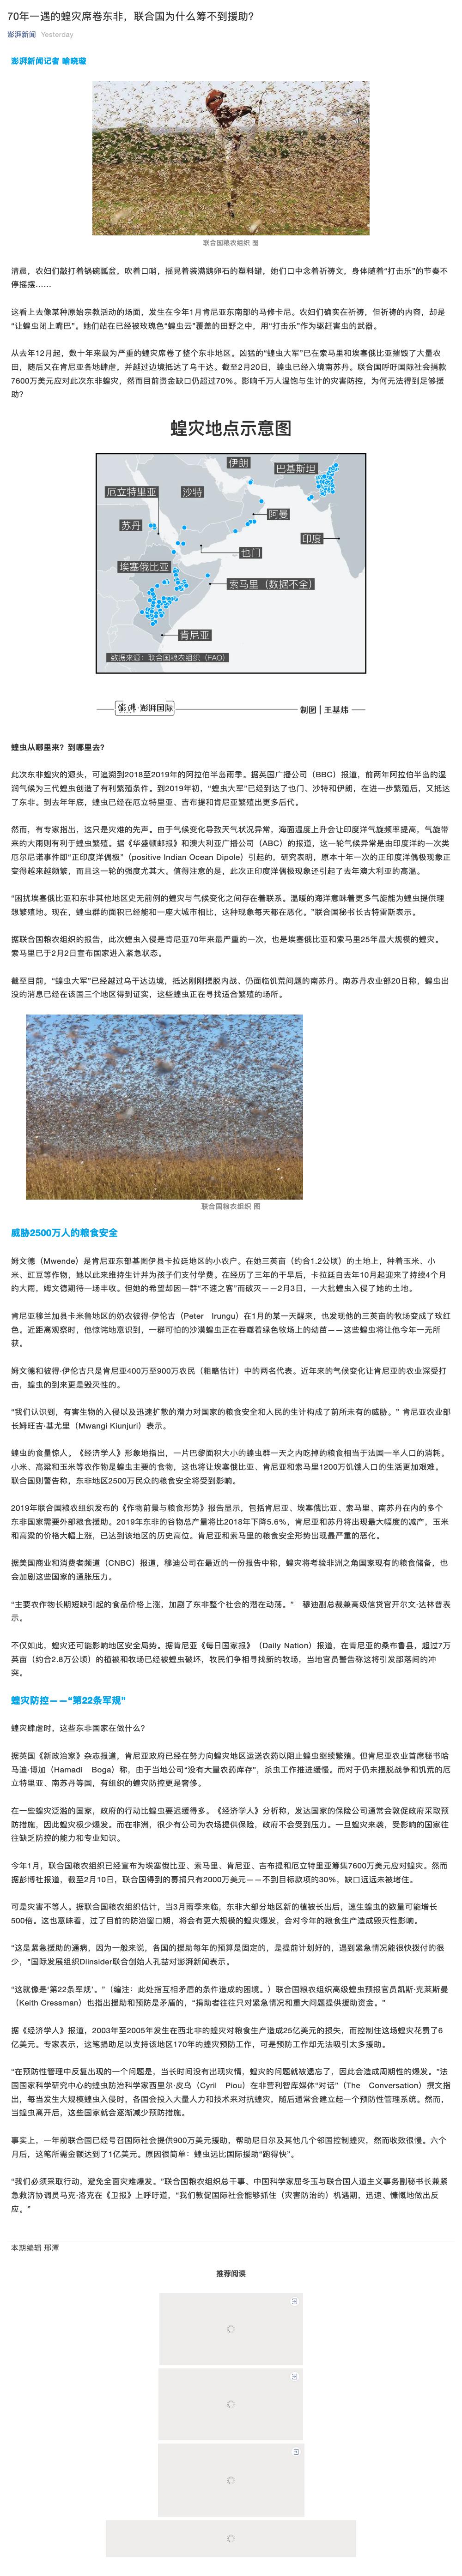 70年一遇的蝗灾席卷东非，联合国为什么筹不到援助？
澎湃新闻 Yesterday
澎湃新闻记者 喻晓璇
联合国粮农组织 图
清晨，农妇们敲打着锅碗瓢盆，吹着口哨，摇晃着装满鹅卵石的塑料罐，她们口中念着祈祷文，身体随着“打击乐”的节奏不
停摇摆……
这看上去像某种原始宗教活动的场面，发生在今年1月肯尼亚东南部的马修卡尼。农妇们确实在祈祷，但祈祷的内容，却是
“让蝗虫闭上嘴巴”。她们站在已经被玫瑰色“蝗虫云”覆盖的田野之中，用“打击乐”作为驱赶害虫的武器。
从去年12月起，数十年来最为严重的蝗灾席卷了整个东非地区。凶猛的“蝗虫大军”已在索马里和埃塞俄比亚摧毁了大量农
田，随后又在肯尼亚各地肆虐，并越过边境抵达了乌干达。截至2月20日，蝗虫已经入境南苏丹。联合国呼吁国际社会捐款
7600万美元应对此次东非蝗灾，然而目前资金缺口仍超过70%。影响千万人温饱与生计的灾害防控，为何无法得到足够援
助？
蝗灾地点示意图
伊朗
巴基斯坦
厄立特里亚
沙特
阿曼
苏丹
印度
也门
埃塞俄比亚
索马里（数据不全）
肯尼亚
数据来源：联合国粮农组织（FAO）
澎湃·澎湃国际
制图 | 王基炜
蝗虫从哪里来？到哪里去？
此次东非蝗灾的源头，可追溯到2018至2019年的阿拉伯半岛雨季。据英国广播公司（BBC）报道，前两年阿拉伯半岛的湿
润气候为三代蝗虫创造了有利繁殖条件。到2019年初，“蝗虫大军”已经到达了也门、沙特和伊朗，在进一步繁殖后，又抵达
了东非。到去年年底，蝗虫已经在厄立特里亚、吉布提和肯尼亚繁殖出更多后代。
然而，有专家指出，这只是灾难的先声。由于气候变化导致天气状况异常，海面温度上升会让印度洋气旋频率提高，气旋带
来的大雨则有利于蝗虫繁殖。据《华盛顿邮报》和澳大利亚广播公司（ABC）的报道，这一轮气候异常是由印度洋的一次类
厄尔尼诺事件即“正印度洋偶极”（positive Indian Ocean Dipole）引起的，研究表明，原本十年一次的正印度洋偶极现象正
变得越来越频繁，而且这一轮的强度尤其大。值得注意的是，此次正印度洋偶极现象还引起了去年澳大利亚的高温。
“困扰埃塞俄比亚和东非其他地区史无前例的蝗灾与气候变化之间存在着联系。温暖的海洋意味着更多气旋能为蝗虫提供理
想繁殖地。现在，蝗虫群的面积已经能和一座大城市相比，这种现象每天都在恶化。”联合国秘书长古特雷斯表示。
据联合国粮农组织的报告，此次蝗虫入侵是肯尼亚70年来最严重的一次，也是埃塞俄比亚和索马里25年最大规模的蝗灾。
索马里已于2月2日宣布国家进入紧急状态。
截至目前，“蝗虫大军”已经越过乌干达边境，抵达刚刚摆脱内战、仍面临饥荒问题的南苏丹。南苏丹农业部20日称，蝗虫出
没的消息已经在该国三个地区得到证实，这些蝗虫正在寻找适合繁殖的场所。
联合国粮农组织 图
威胁2500万人的粮食安全
姆文德（Mwende）是肯尼亚东部基图伊县卡拉廷地区的小农户。在她三英亩（约合1.2公顷）的土地上，种着玉米、小
米、豇豆等作物，她以此来维持生计并为孩子们支付学费。在经历了三年的干旱后，卡拉廷自去年10月起迎来了持续4个月
的大雨，姆文德期待一场丰收。但她的希望却因一群“不速之客”而破灭——2月3日，一大批蝗虫入侵了她的土地。
肯尼亚穆兰加县卡米鲁地区的奶农彼得·伊伦古（Peter Irungu）在1月的某一天醒来，也发现他的三英亩的牧场变成了玫红
色。近距离观察时，他惊诧地意识到，一群可怕的沙漠蝗虫正在吞噬着绿色牧场上的幼苗——这些蝗虫将让他今年一无所
获。
姆文德和彼得·伊伦古只是肯尼亚400万至900万农民（粗略估计）中的两名代表。近年来的气候变化让肯尼亚的农业深受打
击，蝗虫的到来更是毁灭性的。
“我们认识到，有害生物的入侵以及迅速扩散的潜力对国家的粮食安全和人民的生计构成了前所未有的威胁。” 肯尼亚农业部
长姆旺吉·基尤里（Mwangi Kiunjuri）表示。
蝗虫的食量惊人。《经济学人》形象地指出，一片巴黎面积大小的蝗虫群一天之内吃掉的粮食相当于法国一半人口的消耗。
小米、高粱和玉米等农作物是蝗虫主要的食物，这也将让埃塞俄比亚、肯尼亚和索马里1200万饥饿人口的生活更加艰难。
联合国则警告称，东非地区2500万民众的粮食安全将受到影响。
2019年联合国粮农组织发布的《作物前景与粮食形势》报告显示，包括肯尼亚、埃塞俄比亚、索马里、南苏丹在内的多个
东非国家需要外部粮食援助。2019年东非的谷物总产量将比2018年下降5.6%，肯尼亚和苏丹将出现最大幅度的减产，玉米
和高粱的价格大幅上涨，已达到该地区的历史高位。肯尼亚和索马里的粮食安全形势出现最严重的恶化。
据美国商业和消费者频道（CNBC）报道，穆迪公司在最近的一份报告中称，蝗灾将考验非洲之角国家现有的粮食储备，也
会加剧这些国家的通胀压力。
“主要农作物长期短缺引起的食品价格上涨，加剧了东非整个社会的潜在动荡。” 穆迪副总裁兼高级信贷官开尔文·达林普表
示。
不仅如此，蝗灾还可能影响地区安全局势。据肯尼亚《每日国家报》（Daily Nation）报道，在肯尼亚的桑布鲁县，超过7万
英亩（约合2.8万公顷）的植被和牧场已经被蝗虫破坏，牧民们争相寻找新的牧场，当地官员警告称这将引发部落间的冲
突。
蝗灾防控——“第22条军规”
蝗灾肆虐时，这些东非国家在做什么？
据英国《新政治家》杂志报道，肯尼亚政府已经在努力向蝗灾地区运送农药以阻止蝗虫继续繁殖。但肯尼亚农业首席秘书哈
马迪·博加（Hamadi Boga）称，由于当地公司“没有大量农药库存”，杀虫工作推进缓慢。而对于仍未摆脱战争和饥荒的厄
立特里亚、南苏丹等国，有组织的蝗灾防控更是奢侈。
在一些蝗灾泛滥的国家，政府的行动比蝗虫要迟缓得多。《经济学人》分析称，发达国家的保险公司通常会敦促政府采取预
防措施，因此蝗灾极少爆发。而在非洲，很少有公司为农场提供保险，政府不会受到压力。一旦蝗灾来袭，受影响的国家往
往缺乏防控的能力和专业知识。
今年1月，联合国粮农组织已经宣布为埃塞俄比亚、索马里、肯尼亚、吉布提和厄立特里亚筹集7600万美元应对蝗灾。然而
据彭博社报道，截至2月10日，联合国得到的募捐只有2000万美元——不到目标款项的30%，缺口远远未被堵住。
可是灾害不等人。据联合国粮农组织估计，当3月雨季来临，东非大部分地区新的植被长出后，速生蝗虫的数量可能增长
500倍。这也意味着，过了目前的防治窗口期，将会有更大规模的蝗灾爆发，会对今年的粮食生产造成毁灭性影响。
“这是紧急援助的通病，因为一般来说，各国的援助每年的预算是固定的，是提前计划好的，遇到紧急情况能很快拨付的很
少，”国际发展组织Diinsider联合创始人孔喆对澎湃新闻表示。
“这就像是‘第22条军规’。”（编注：此处指互相矛盾的条件造成的困境。）联合国粮农组织高级蝗虫预报官员凯斯·克莱斯曼
（Keith Cressman）也指出援助和预防是矛盾的，“捐助者往往只对紧急情况和重大问题提供援助资金。”
据《经济学人》报道，2003年至2005年发生在西北非的蝗灾对粮食生产造成25亿美元的损失，而控制住这场蝗灾花费了6
亿美元。专家表示，这笔捐助足以支持该地区170年的蝗灾预防工作，可是预防工作却无法吸引太多援助。
“在预防性管理中反复出现的一个问题是，当长时间没有出现灾情，蝗灾的问题就被遗忘了，因此会造成周期性的爆发。”法
国国家科学研究中心的蝗虫防治科学家西里尔·皮乌（Cyril Piou）在非营利智库媒体“对话”（The Conversation）撰文指
出，每当发生大规模蝗虫入侵时，各国会投入大量人力和技术来对抗蝗灾，随后通常会建立起一个预防性管理系统。然而，
当蝗虫离开后，这些国家就会逐渐减少预防措施。
事实上，一年前联合国已经号召国际社会提供900万美元援助，帮助尼日尔及其他几个邻国控制蝗灾，然而收效很慢。六个
月后，这笔所需金额达到了1亿美元。原因很简单：蝗虫远比国际援助“跑得快”。
“我们必须采取行动，避免全面灾难爆发。”联合国粮农组织总干事、中国科学家屈冬玉与联合国人道主义事务副秘书长兼紧
急救济协调员马克·洛克在《卫报》上呼吁道，“我们敦促国际社会能够抓住（灾害防治的）机遇期，迅速、慷慨地做出反
应。”
本期编辑 邢潭
推荐阅读